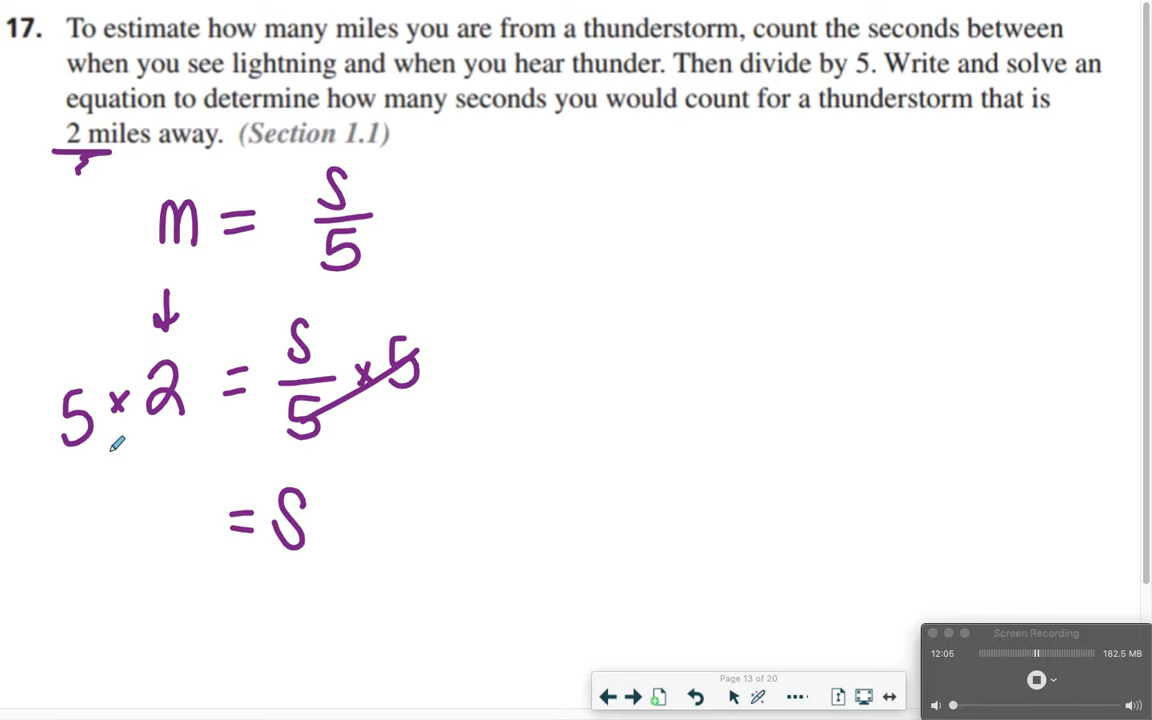 17. To estimate how many miles you are from a thunderstorm, count the seconds between
when you see lightning and when you hear thunder. Then divide by 5. Write and solve an
equation to determine how many seconds you would count for a thunderstorm that is
2 miles away. (Section 1.1)
m = s/5
5 × 2 = s/5 × 5
= s
Screen Recording
12:05 182.5 MB
Page 13 of 20